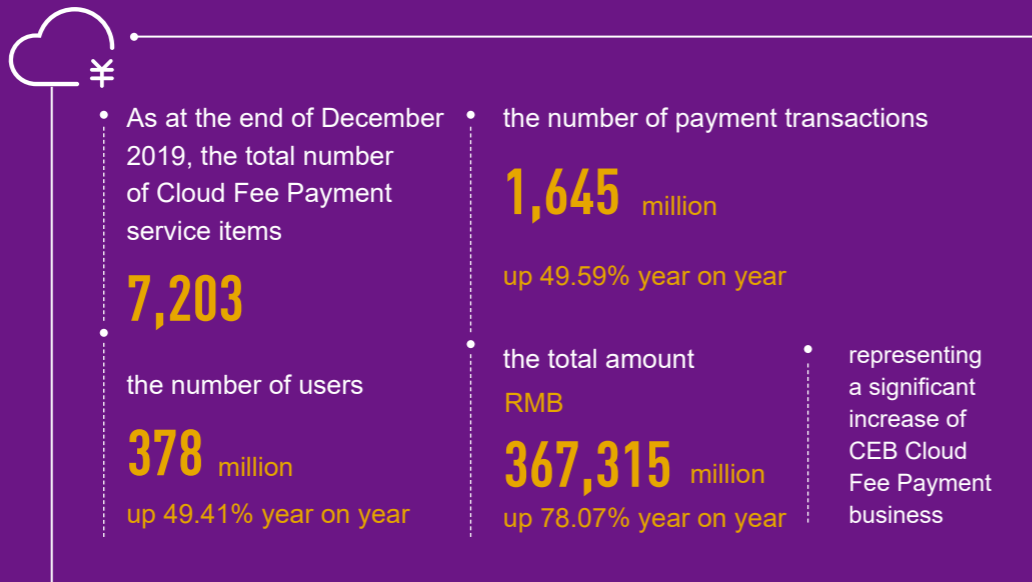 ¥
As at the end of December
2019, the total number
of Cloud Fee Payment
service items
7,203
the number of users
378 million
up 49.41% year on year
the number of payment transactions
1,645 million
up 49.59% year on year
the total amount
RMB
367,315 million
up 78.07% year on year
representing
a significant
increase of
CEB Cloud
Fee Payment
business